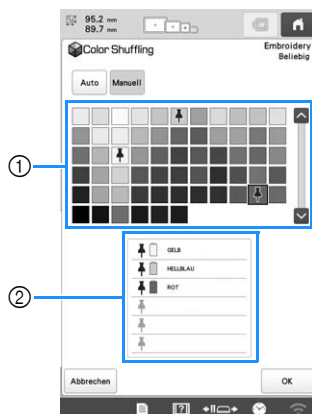 95.2 mm
89.7 mm
Color Shuffling
Embroidery
Beliebig
Auto
Manuell
①
②
GELB
HELLBLAU
ROT
Abbrechen
OK